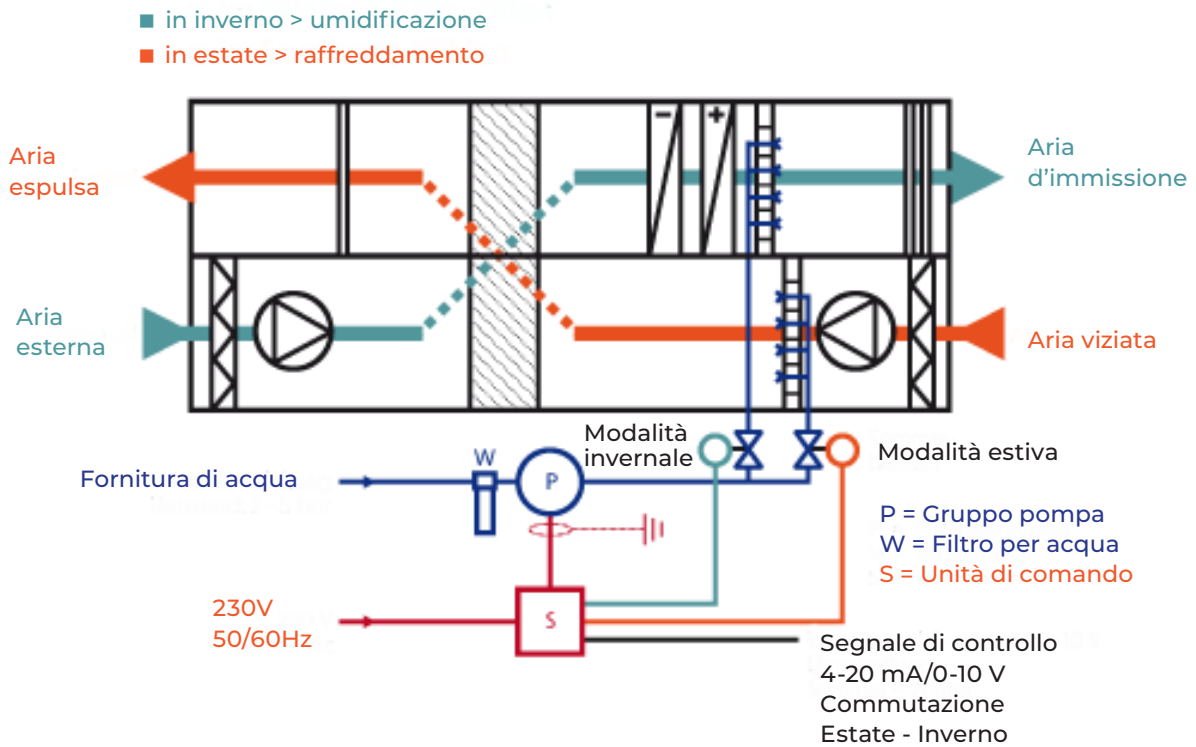 in inverno > umidificazione
in estate > raffreddamento
Aria
espulsa
Aria
d'immissione
Aria
esterna
Aria viziata
- +
Modalità
invernale
Modalità estiva
Fornitura di acqua
W
P
P = Gruppo pompa
W = Filtro per acqua
S = Unità di comando
230V
50/60Hz
S
Segnale di controllo
4-20 mA/0-10 V
Commutazione
Estate - Inverno